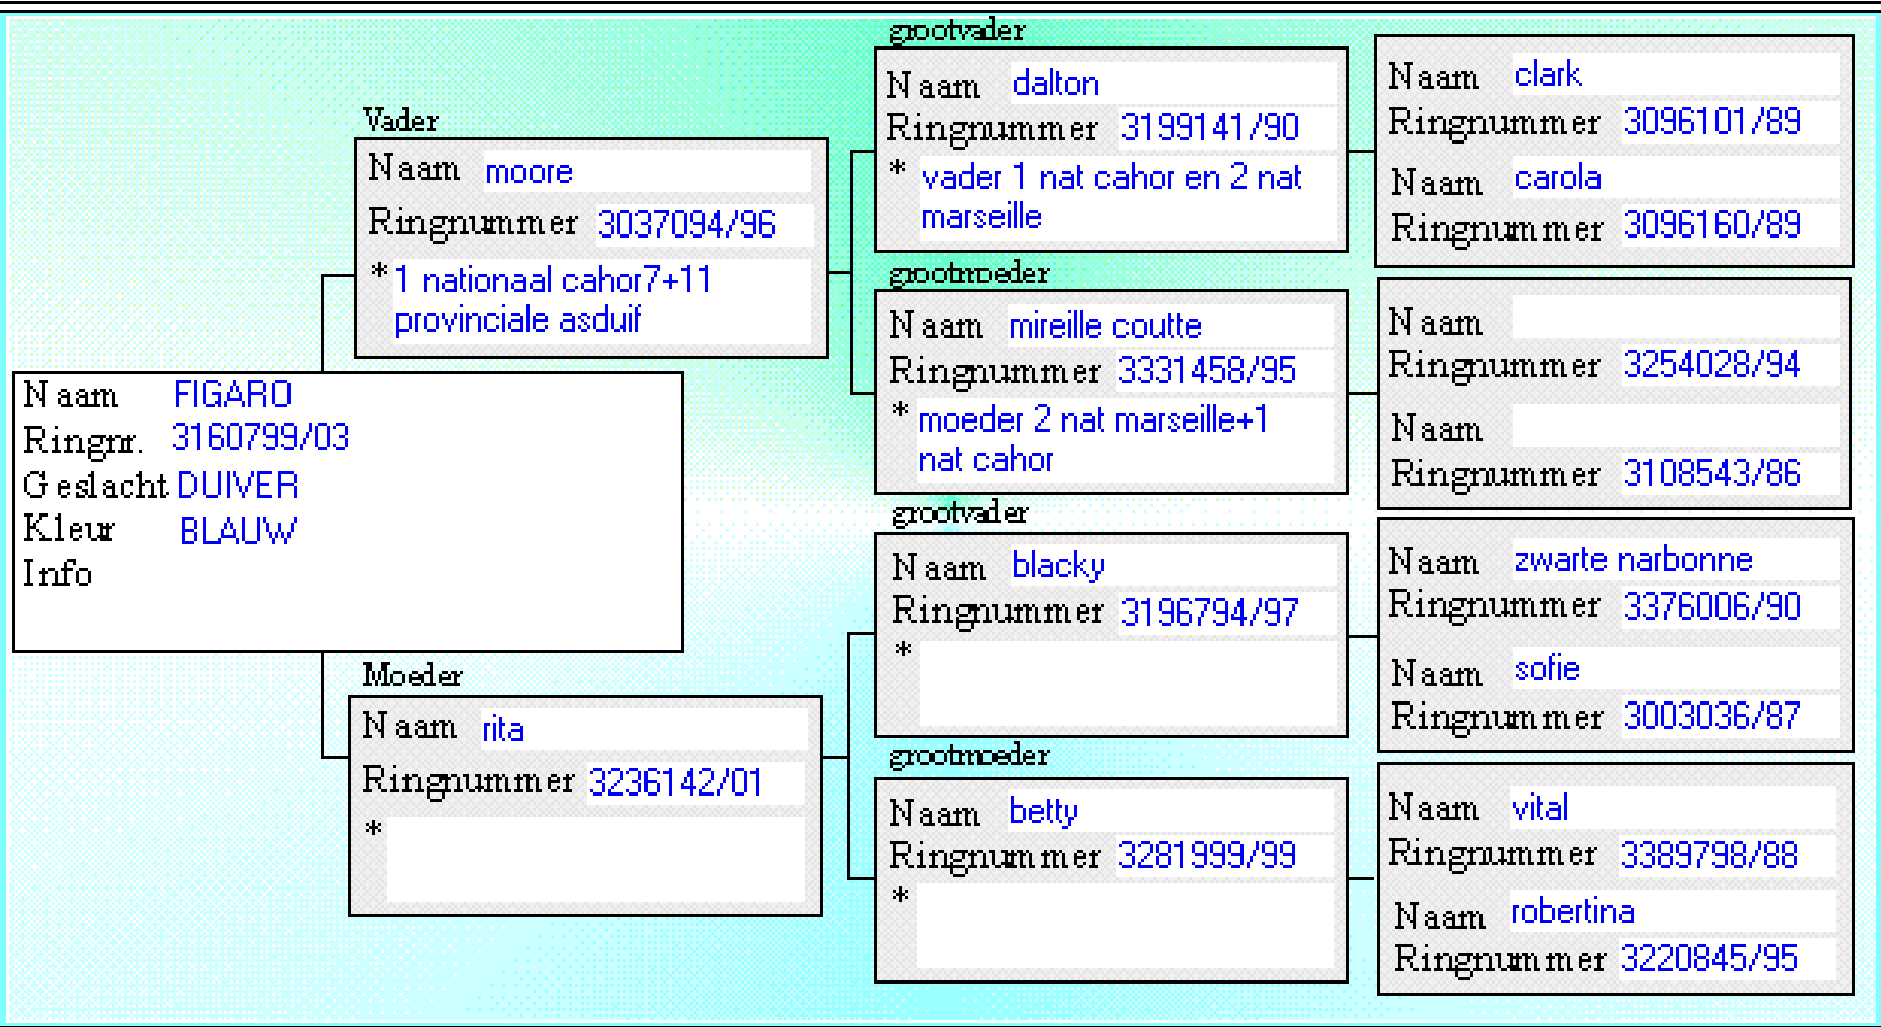 Naam FIGARO
Ringnr. 3160799/03
Geslacht DUIVER
Kleur BLAUW
Info
Vader
Naam moore
Ringnummer 3037094/96
* 1 nationaal cahor7+11
provinciale asduif
Moeder
Naam rita
Ringnummer 3236142/01
*
grootvader
Naam dalton
Ringnummer 3199141/90
* vader 1 nat cahor en 2 nat
marseille
grootmoeder
Naam mireille coutte
Ringnummer 3331458/95
* moeder 2 nat marseille+1
nat cahor
grootvader
Naam blacky
Ringnummer 3196794/97
*
grootmoeder
Naam betty
Ringnummer 3281999/99
*
Naam clark
Ringnummer 3096101/89
Naam carola
Ringnummer 3096160/89
Naam
Ringnummer 3254028/94
Naam
Ringnummer 3108543/86
Naam zwarte narbonne
Ringnummer 3376006/90
Naam sofie
Ringnummer 3003036/87
Naam vital
Ringnummer 3389798/88
Naam robertina
Ringnummer 3220845/95